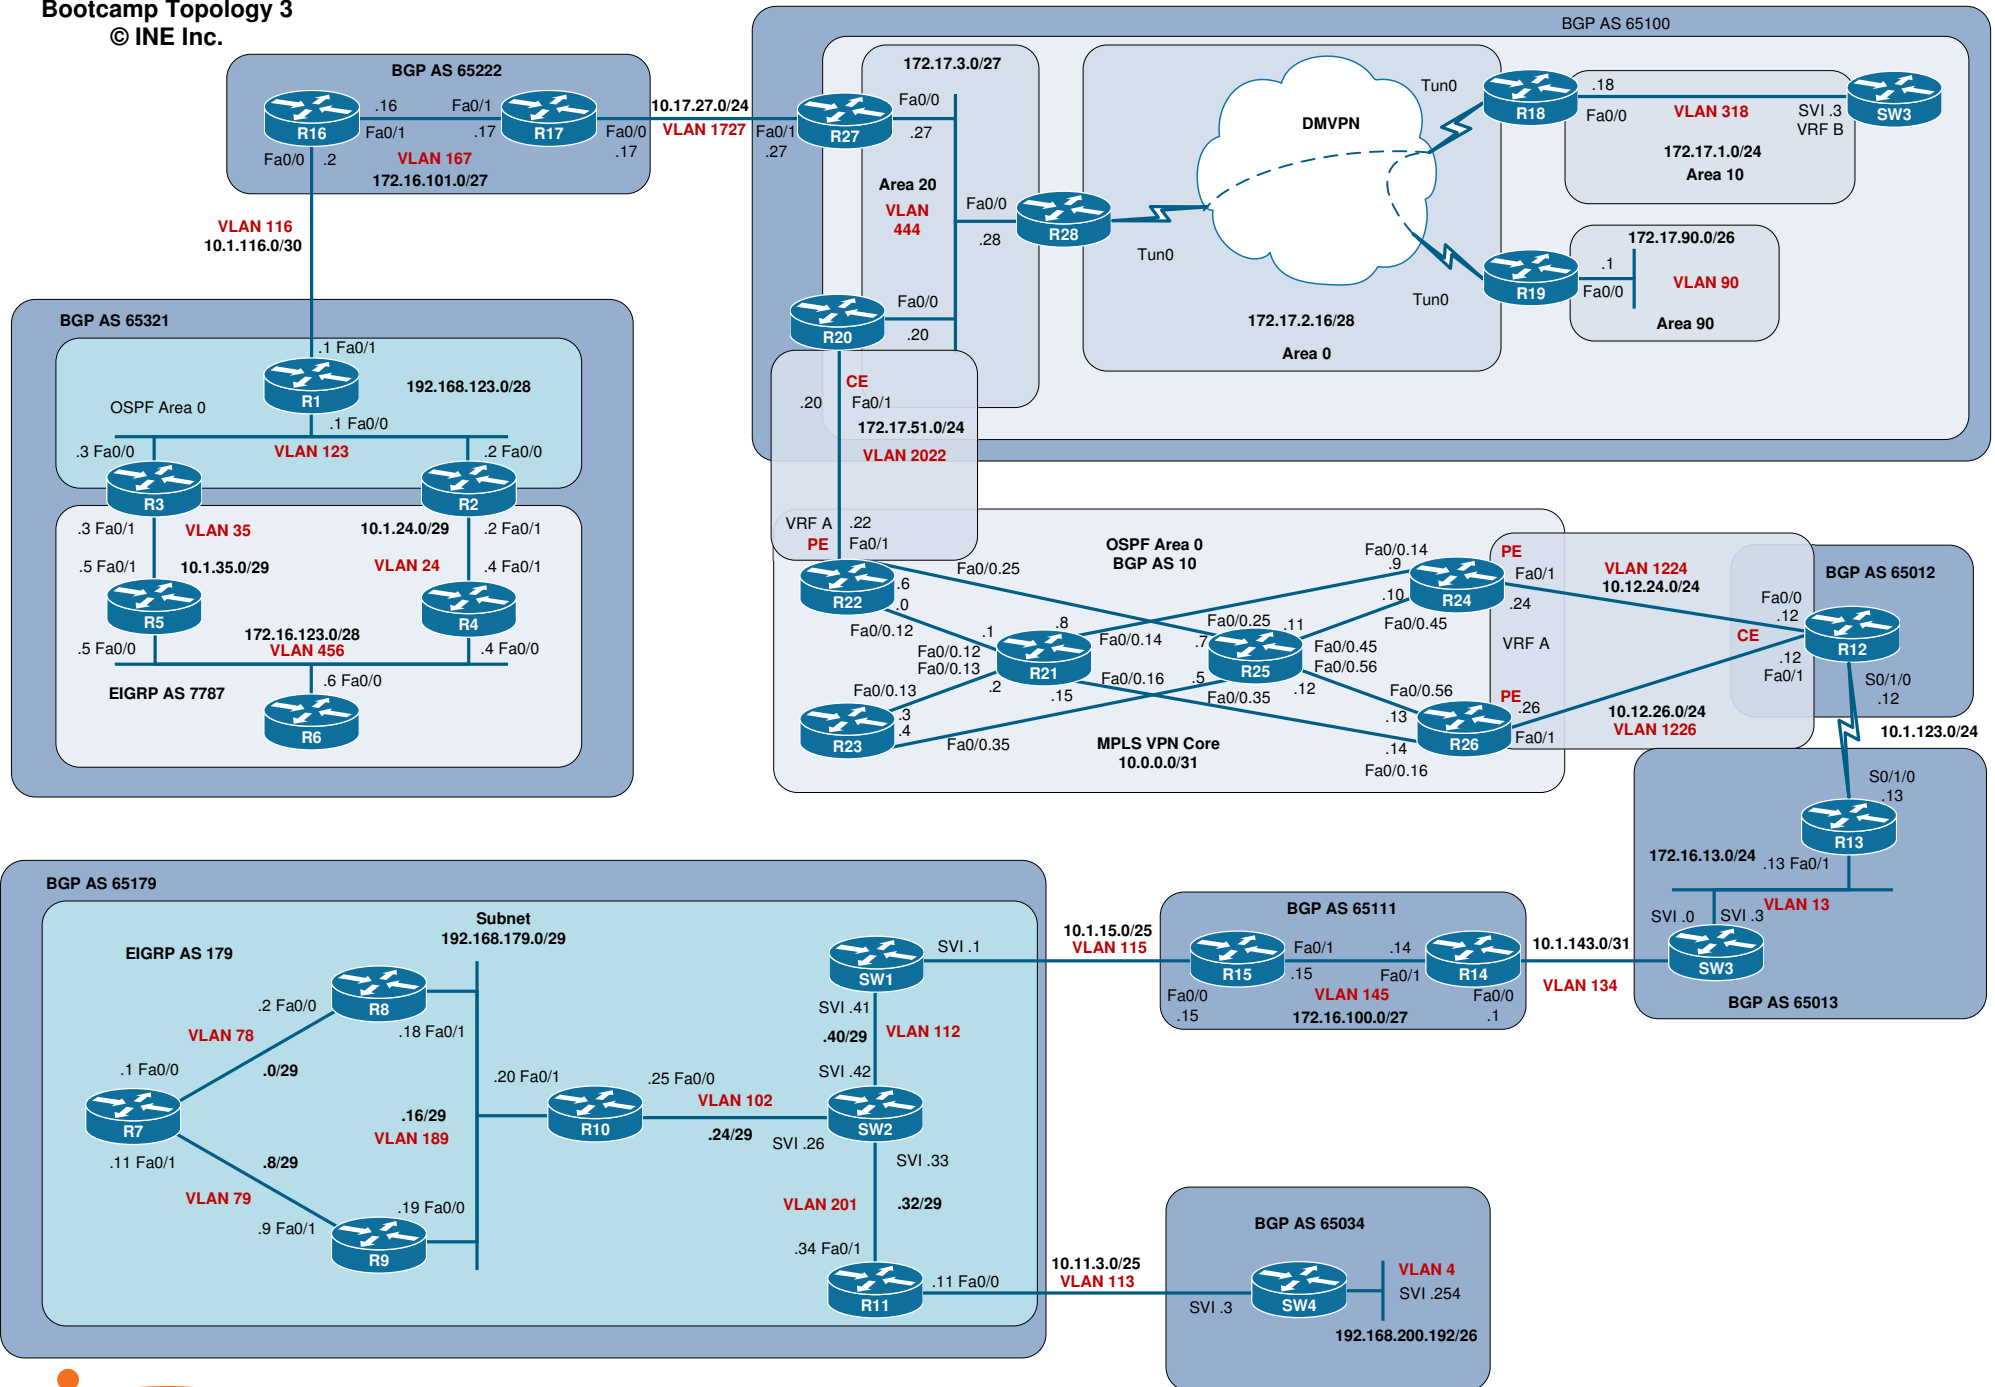 Bootcamp Topology 3
© INE Inc.
BGP AS 65222
.16
Fa0/1
R16
Fa0/1
.17
R17
Fa0/0
.2
VLAN 167
172.16.101.0/27
Fa0/0
.17
10.17.27.0/24
VLAN 1727
Fa0/1
.27
VLAN 116
10.1.116.0/30
BGP AS 65100
172.17.3.0/27
Fa0/0
.27
R27
Area 20
VLAN
444
Fa0/0
.28
R28
Tun0
Fa0/0
.20
R20
DMVPN
Tun0
R18
.18
Fa0/0
VLAN 318
SVI .3
VRF B
SW3
172.17.1.0/24
Area 10
Tun0
R19
.1
Fa0/0
172.17.90.0/26
VLAN 90
Area 90
172.17.2.16/28
Area 0
CE
.20
Fa0/1
172.17.51.0/24
VLAN 2022
VRF A
.22
PE
Fa0/1
BGP AS 65321
.1 Fa0/1
R1
192.168.123.0/28
OSPF Area 0
.1 Fa0/0
.3 Fa0/0
VLAN 123
.2 Fa0/0
R3
R2
.3 Fa0/1
VLAN 35
10.1.24.0/29
.2 Fa0/1
.5 Fa0/1
10.1.35.0/29
VLAN 24
.4 Fa0/1
R5
R4
172.16.123.0/28
VLAN 456
.5 Fa0/0
.4 Fa0/0
.6 Fa0/0
EIGRP AS 7787
R6
OSPF Area 0
BGP AS 10
R22
.6
.0
Fa0/0.25
Fa0/0.12
.1
Fa0/0.12
Fa0/0.13
.8
Fa0/0.14
R21
.2
.15
Fa0/0.16
Fa0/0.13
.3
.4
R23
Fa0/0.35
Fa0/0.25
.11
.7
R25
Fa0/0.45
Fa0/0.56
.5
Fa0/0.35
.12
Fa0/0.14
.9
.10
Fa0/0.45
R24
Fa0/0.56
.13
R26
.14
Fa0/0.16
MPLS VPN Core
10.0.0.0/31
PE
Fa0/1
.24
VLAN 1224
10.12.24.0/24
VRF A
PE
.26
Fa0/1
10.12.26.0/24
VLAN 1226
BGP AS 65012
Fa0/0
.12
CE
R12
.12
Fa0/1
S0/1/0
.12
10.1.123.0/24
S0/1/0
.13
R13
172.16.13.0/24
.13 Fa0/1
VLAN 13
SVI .0
SVI .3
SW3
BGP AS 65013
10.1.143.0/31
VLAN 134
BGP AS 65111
R15
Fa0/1
.15
.14
Fa0/1
R14
VLAN 145
172.16.100.0/27
Fa0/0
.15
Fa0/0
.1
10.1.15.0/25
VLAN 115
BGP AS 65179
Subnet
192.168.179.0/29
EIGRP AS 179
R8
.2 Fa0/0
.18 Fa0/1
VLAN 78
.0/29
.1 Fa0/0
R7
.11 Fa0/1
.8/29
VLAN 79
.9 Fa0/1
.19 Fa0/0
R9
.16/29
VLAN 189
.20 Fa0/1
R10
.25 Fa0/0
VLAN 102
.24/29
SVI .26
SW1
SVI .1
SVI .41
.40/29
VLAN 112
SVI .42
SW2
SVI .33
VLAN 201
.32/29
.34 Fa0/1
R11
.11 Fa0/0
10.11.3.0/25
VLAN 113
BGP AS 65034
SVI .3
SW4
VLAN 4
SVI .254
192.168.200.192/26